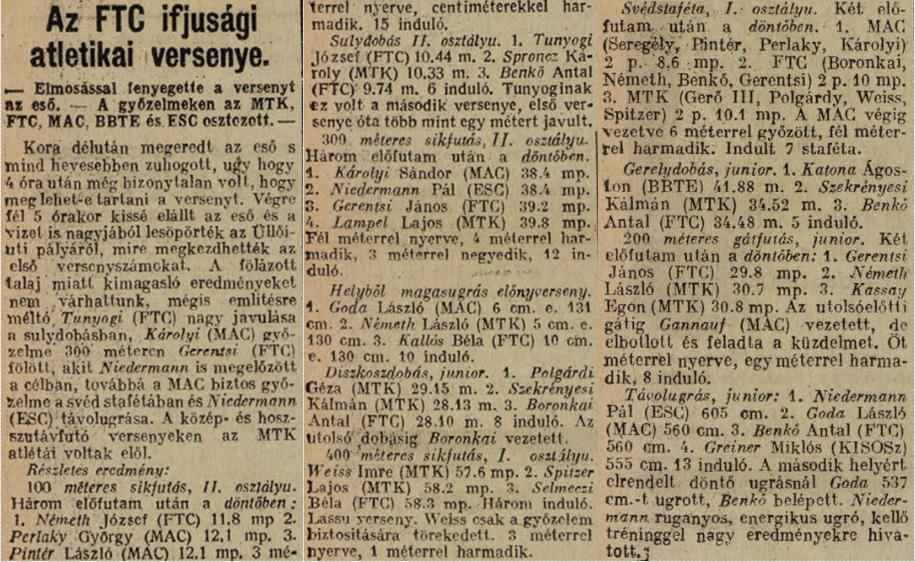 Az FTC ifjusági
atletikai versenye.
— Elmosással fenyegette a versenyt
az eső. — A győzelmeken az MTK,
FTC, MAC, BBTE és ESC osztozott. —
Kora délután megeredt az eső s
mind hevesebben zuhogott, ugy hogy
4 óra után még bizonytalan volt, hogy
meg lehet-e tartani a versenyt. Végre
fél 5 órakor kissé elállt az eső és a
vizet is nagyjából lesöpörték az Üllői-
uti pályáról, mire megkezdhették az
első versenyszámokat. A fölázott
talaj miatt kimagasló eredményeket
nem várhattunk, mégis emlitésre
méltó Tunyogi (FTC) nagy javulása
a sulydobásban, Károlyi (MAC) győ-
zelme 300 méteren Gerentsi (FTC)
fölött, akit Niedermann is megelőzött
a célban, továbbá a MAC biztos győ-
zelme a svéd stafétában és Niedermann
(ESC) távolugrása. A közép- és hosz-
szutávfutó versenyeken az MTK
atlétái voltak elöl.
Részletes eredmény:
100 méteres sikfutás, II. osztályu.
Három előfutam után a döntőben:
1. Németh József (FTC) 11.8 mp 2.
Perlaky György (MAC) 12.1 mp. 3.
Pintér László (MAC) 12.1 mp. 3 mé-
terrel nyerve, centiméterekkel har-
madik. 15 induló.
Sulydobás II. osztályu. 1. Tunyogi
József (FTC) 10.44 m. 2. Sproncz Ká-
roly (MTK) 10.33 m. 3. Benkő Antal
(FTC) 9.74 m. 6 induló. Tunyoginak
ez volt a második versenye, első ver-
senye óta több mint egy métert javult.
300 méteres sikfutás, II. osztályu.
Három előfutam után a döntőben.
1. Károlyi Sándor (MAC) 38.4 mp.
2. Niedermann Pál (ESC) 38.4 mp.
3. Gerentsi János (FTC) 39.2 mp.
4. Lampel Lajos (MTK) 39.8 mp.
Fél méterrel nyerve, 4 méterrel har-
madik, 3 méterrel negyedik, 12 in-
duló.
Helyből magasugrás előnyverseny.
1. Goda László (MAC) 6 cm. e. 131
cm. 2. Németh László (MTK) 5 cm. e.
130 cm. 3. Kallós Béla (FTC) 10 cm.
e. 130 cm. 10 induló.
Diszkoszdobás, junior. 1. Polgárdi
Géza (MTK) 29.15 m. 2. Szekrényesi
Kálmán (MTK) 28.13 m. 3. Boronkai
Antal (FTC) 28.10 m. 8 induló. Az
utolsó dobásig Boronkai vezetett.
400 méteres sikfutás, I. osztályu.
Weiss Imre (MTK) 57.6 mp. 2. Spitzer
Lajos (MTK) 58.2 mp. 3. Selmeczi
Béla (FTC) 58.3 mp. Három induló.
Lassu verseny. Weiss csak a győzelem
biztositására törekedett. 3 méterrel
nyerve, 1 méterrel harmadik.
Svédstaféta, I. osztályu. Két elő-
futam után a döntőben. 1. MAC
(Seregély, Pintér, Perlaky, Károlyi)
2 p. 8.6 mp. 2. FTC (Boronkai,
Németh, Benkő, Gerentsi) 2 p. 10 mp.
3. MTK (Gerő III, Polgárdy, Weiss,
Spitzer) 2 p. 10.1 mp. A MAC végig
vezetve 6 méterrel győzött, fél méter-
rel harmadik. Indult 7 staféta.
Gerelydobás, junior. 1. Katona Ágos-
ton (BBTE) 41.88 m. 2. Szekrényesi
Kálmán (MTK) 34.52 m. 3. Benkő
Antal (FTC) 34.48 m. 5 induló.
200 méteres gátfutás, junior. Két
előfutam után a döntőben: 1. Gerentsi
János (FTC) 29.8 mp. 2. Németh
László (MTK) 30.7 mp. 3. Kassay
Egon (MTK) 30.8 mp. Az utolsóelőtti
gátig Gannauf (MAC) vezetett, de
elbotlott és feladta a küzdelmet. Öt
méterrel nyerve, egy méterrel harma-
dik, 8 induló.
Távolugrás, junior: 1. Niedermann
Pál (ESC) 605 cm. 2. Goda László
(MAC) 560 cm. 3. Benkő Antal (FTC)
560 cm. 4. Greiner Miklós (KISOSz)
555 cm. 13 induló. A második helyért
elrendelt döntő ugrásnál Goda 537
cm.-t ugrott, Benkő belépett. Nieder-
mann ruganyos, energikus ugró, kellő
tréninggel nagy eredményekre hiva-
tott.